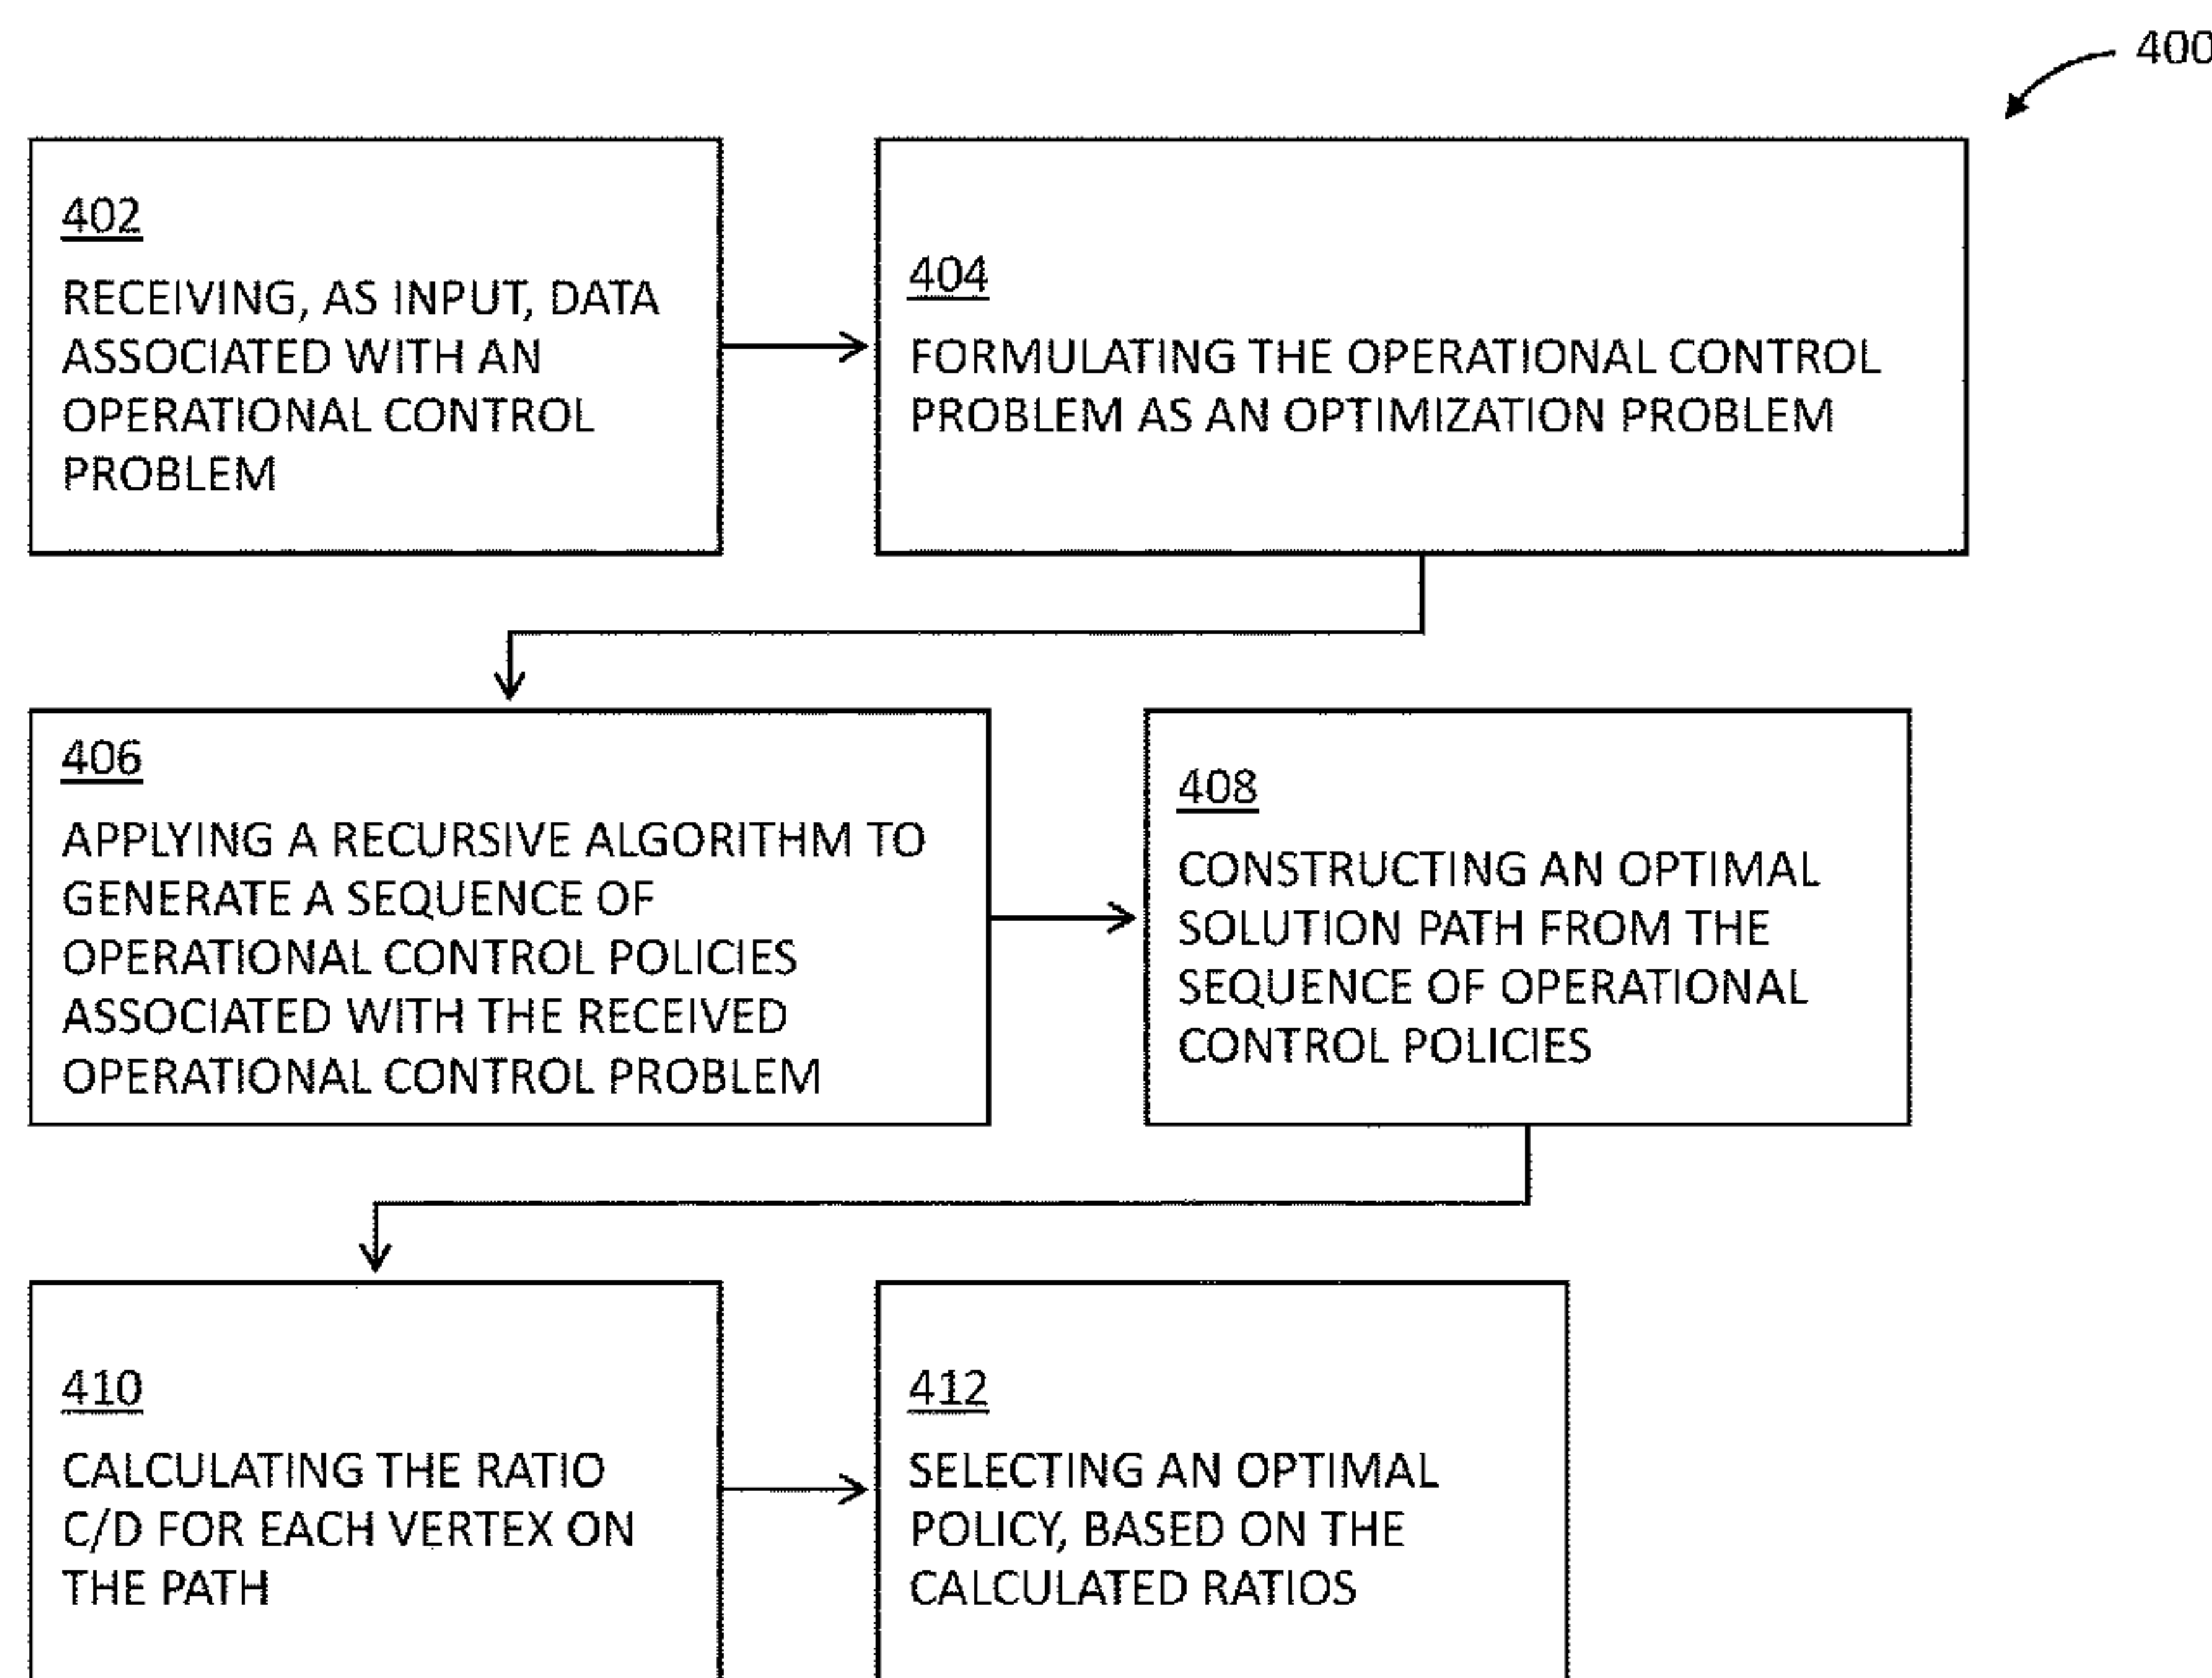 400
402
RECEIVING, AS INPUT, DATA
ASSOCIATED WITH AN
OPERATIONAL CONTROL
PROBLEM
404
FORMULATING THE OPERATIONAL CONTROL
PROBLEM AS AN OPTIMIZATION PROBLEM
406
APPLYING A RECURSIVE ALGORITHM TO
GENERATE A SEQUENCE OF
OPERATIONAL CONTROL POLICIES
ASSOCIATED WITH THE RECEIVED
OPERATIONAL CONTROL PROBLEM
408
CONSTRUCTING AN OPTIMAL
SOLUTION PATH FROM THE
SEQUENCE OF OPERATIONAL
CONTROL POLICIES
410
CALCULATING THE RATIO
C/D FOR EACH VERTEX ON
THE PATH
412
SELECTING AN OPTIMAL
POLICY, BASED ON THE
CALCULATED RATIOS